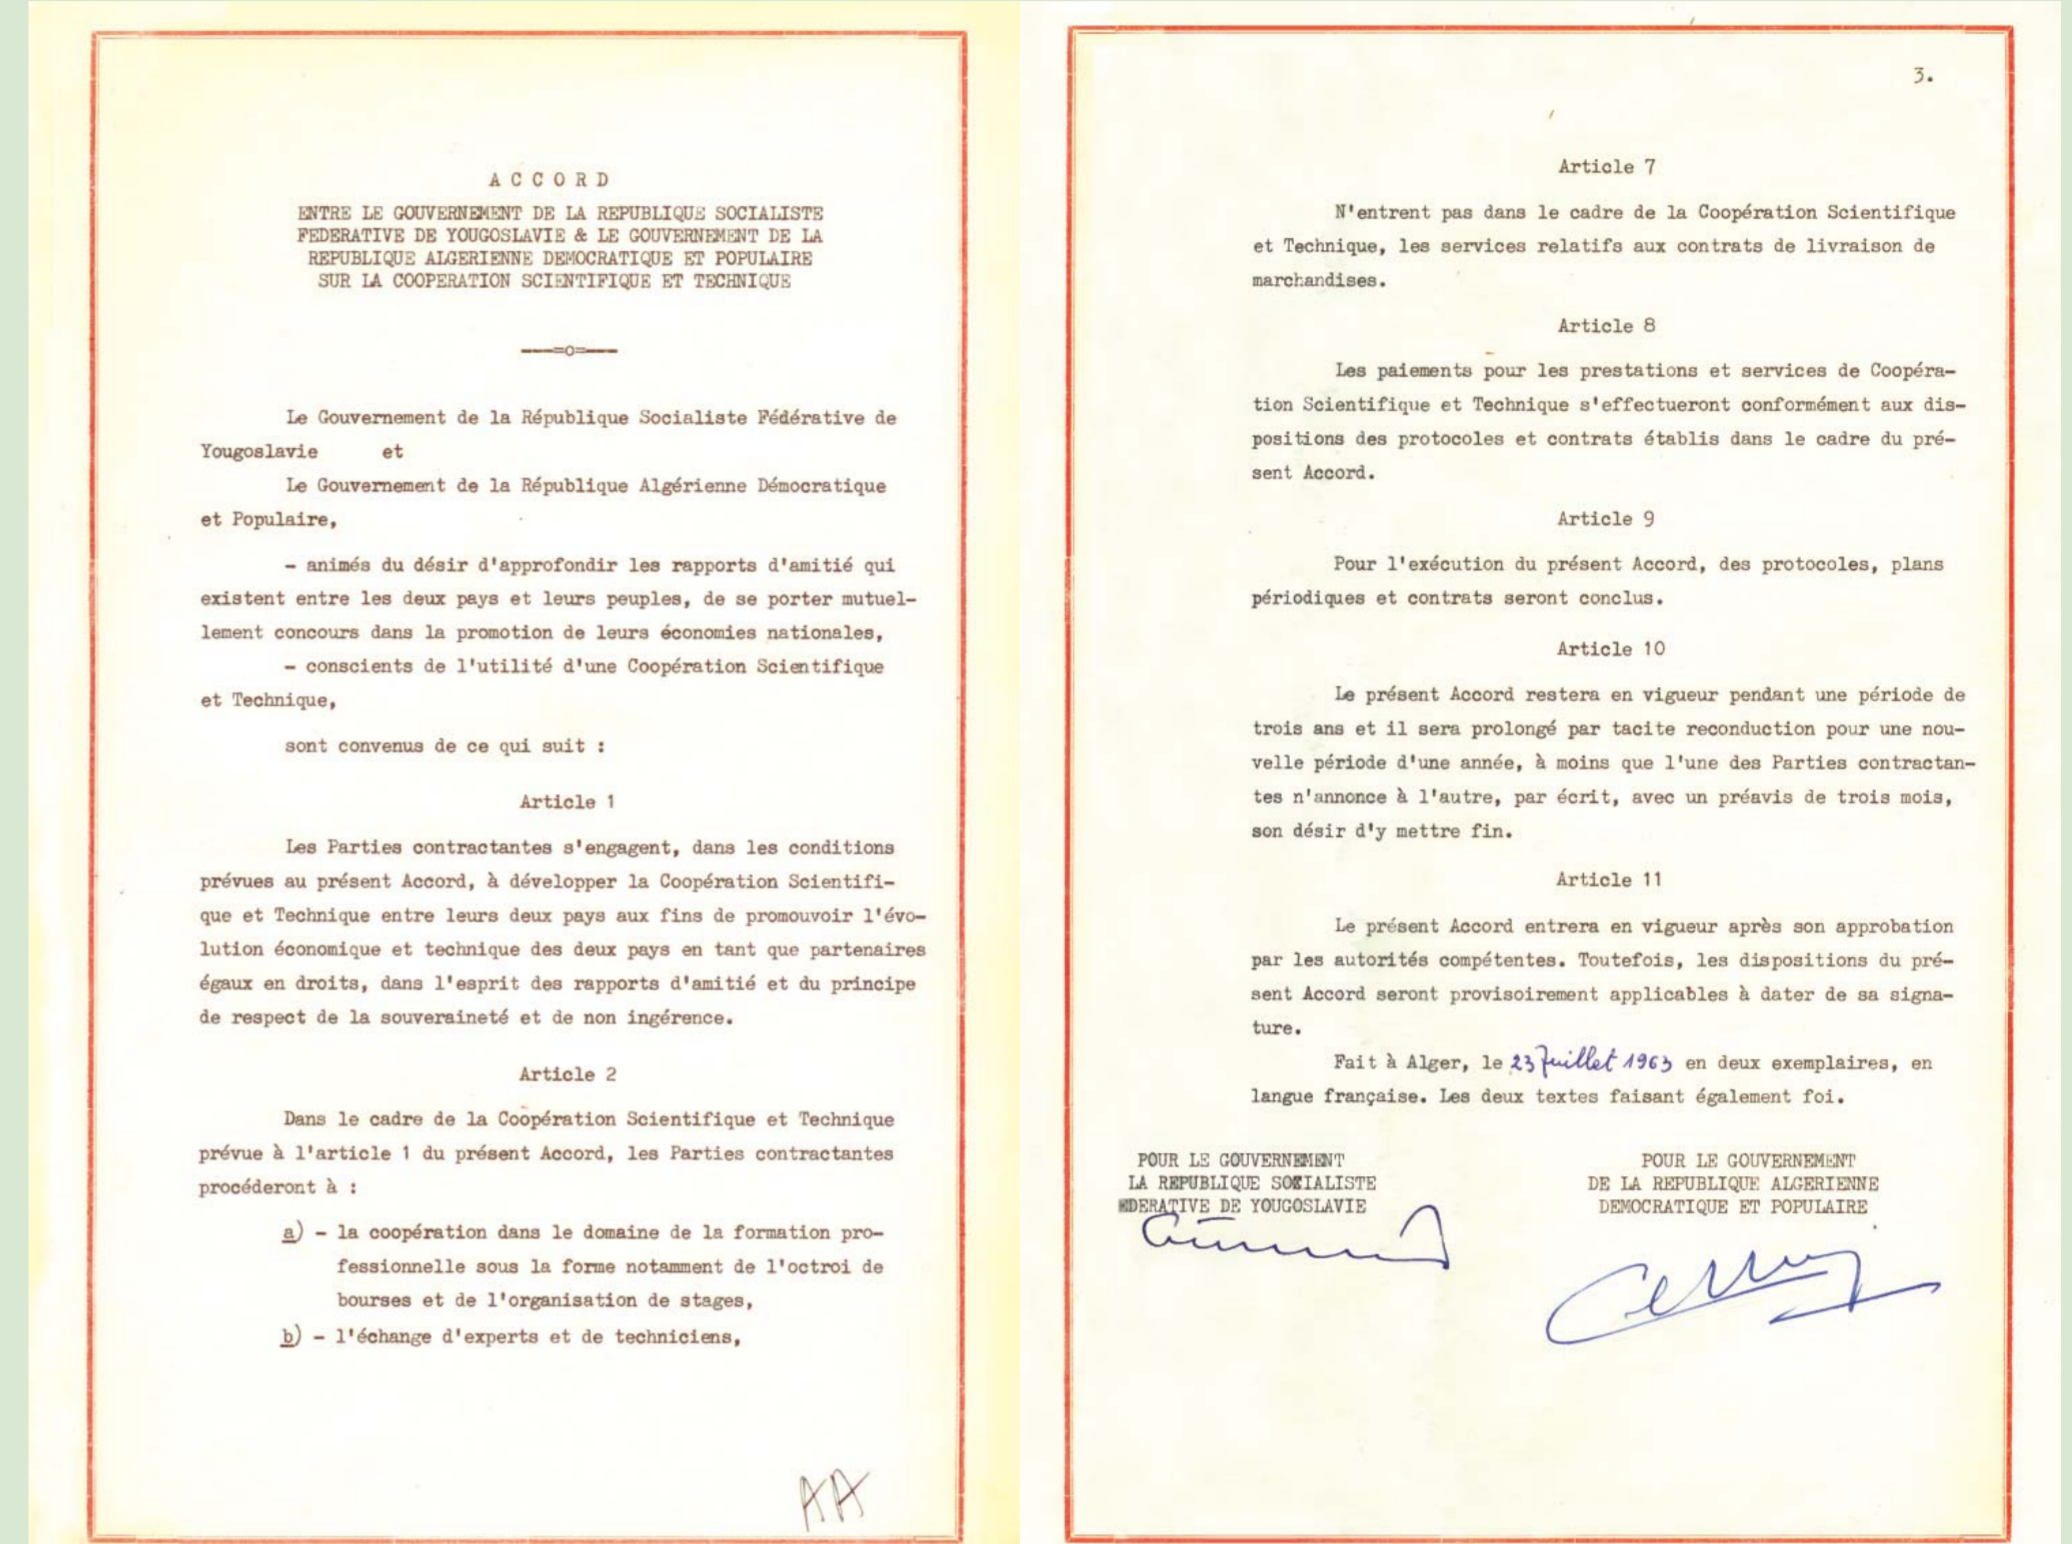 A C C O R D
ENTRE LE GOUVERNEMENT DE LA REPUBLIQUE SOCIALISTE
FEDERATIVE DE YOUGOSLAVIE & LE GOUVERNEMENT DE LA
REPUBLIQUE ALGERIENNE DEMOCRATIQUE ET POPULAIRE
SUR LA COOPERATION SCIENTIFIQUE ET TECHNIQUE
Le Gouvernement de la République Socialiste Fédérative de
Yougoslavie et
Le Gouvernement de la République Algérienne Démocratique
et Populaire,
- animés du désir d'approfondir les rapports d'amitié qui
existent entre les deux pays et leurs peuples, de se porter mutuel-
lement concours dans la promotion de leurs économies nationales,
- conscients de l'utilité d'une Coopération Scientifique
et Technique,
sont convenus de ce qui suit :
Article 1
Les Parties contractantes s'engagent, dans les conditions
prévues au présent Accord, à développer la Coopération Scientifi-
que et Technique entre leurs deux pays aux fins de promouvoir l'évo-
lution économique et technique des deux pays en tant que partenaires
égaux en droits, dans l'esprit des rapports d'amitié et du principe
de respect de la souveraineté et de non ingérence.
Article 2
Dans le cadre de la Coopération Scientifique et Technique
prévue à l'article 1 du présent Accord, les Parties contractantes
procéderont à :
a) - la coopération dans le domaine de la formation pro-
fessionnelle sous la forme notamment de l'octroi de
bourses et de l'organisation de stages,
b) - l'échange d'experts et de techniciens,
AA
3.
Article 7
N'entrent pas dans le cadre de la Coopération Scientifique
et Technique, les services relatifs aux contrats de livraison de
marchandises.
Article 8
Les paiements pour les prestations et services de Coopéra-
tion Scientifique et Technique s'effectueront conformément aux dis-
positions des protocoles et contrats établis dans le cadre du pré-
sent Accord.
Article 9
Pour l'exécution du présent Accord, des protocoles, plans
périodiques et contrats seront conclus.
Article 10
Le présent Accord restera en vigueur pendant une période de
trois ans et il sera prolongé par tacite reconduction pour une nou-
velle période d'une année, à moins que l'une des Parties contractan-
tes n'annonce à l'autre, par écrit, avec un préavis de trois mois,
son désir d'y mettre fin.
Article 11
Le présent Accord entrera en vigueur après son approbation
par les autorités compétentes. Toutefois, les dispositions du pré-
sent Accord seront provisoirement applicables à dater de sa signa-
ture.
Fait à Alger, le 23 Juillet 1963 en deux exemplaires, en
langue française. Les deux textes faisant également foi.
POUR LE GOUVERNEMENT
LA REPUBLIQUE SOCIALISTE
EDERATIVE DE YOUGOSLAVIE
POUR LE GOUVERNEMENT
DE LA REPUBLIQUE ALGERIENNE
DEMOCRATIQUE ET POPULAIRE